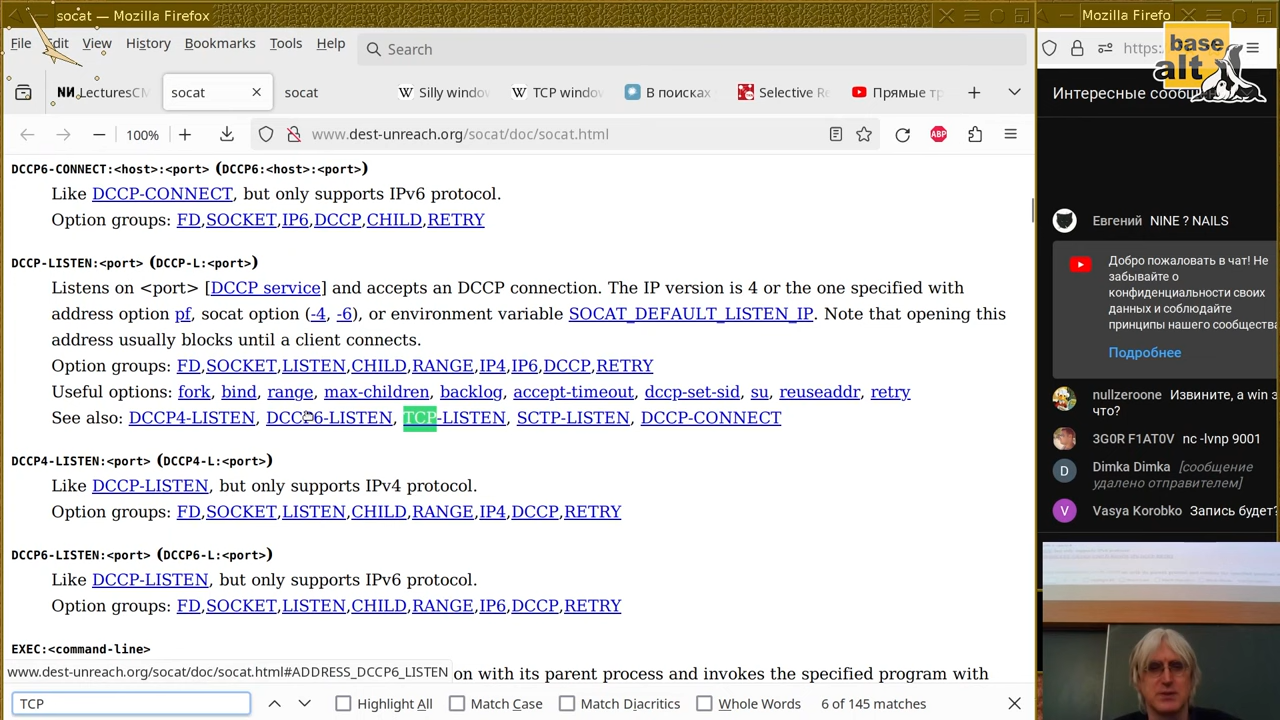 socat — Mozilla Firefox
Mozilla Firefo
File Edit View History Bookmarks Tools Help
Search
base
alt
LecturesCM
socat
socat
Silly window
TCP windo
В поисках
Selective Re
Прямые тр
100%
www.dest-unreach.org/socat/doc/socat.html
https:
Интересные сообщ
DCCP6-CONNECT:<host>:<port> (DCCP6:<host>:<port>)
Like DCCP-CONNECT, but only supports IPv6 protocol.
Option groups: FD,SOCKET,IP6,DCCP,CHILD,RETRY
DCCP-LISTEN:<port> (DCCP-L:<port>)
Listens on <port> [DCCP service] and accepts an DCCP connection. The IP version is 4 or the one specified with
address option pf, socat option (-4, -6), or environment variable SOCAT_DEFAULT_LISTEN_IP. Note that opening this
address usually blocks until a client connects.
Option groups: FD,SOCKET,LISTEN,CHILD,RANGE,IP4,IP6,DCCP,RETRY
Useful options: fork, bind, range, max-children, backlog, accept-timeout, dccp-set-sid, su, reuseaddr, retry
See also: DCCP4-LISTEN, DCCP6-LISTEN, TCP-LISTEN, SCTP-LISTEN, DCCP-CONNECT
DCCP4-LISTEN:<port> (DCCP4-L:<port>)
Like DCCP-LISTEN, but only supports IPv4 protocol.
Option groups: FD,SOCKET,LISTEN,CHILD,RANGE,IP4,DCCP,RETRY
DCCP6-LISTEN:<port> (DCCP6-L:<port>)
Like DCCP-LISTEN, but only supports IPv6 protocol.
Option groups: FD,SOCKET,LISTEN,CHILD,RANGE,IP6,DCCP,RETRY
EXEC:<command-line>
on with its parent process and invokes the specified program with
www.dest-unreach.org/socat/doc/socat.html#ADDRESS_DCCP6_LISTEN
TCP
Highlight All
Match Case
Match Diacritics
Whole Words
6 of 145 matches
Евгений NINE ? NAILS
Добро пожаловать в чат! Не
забывайте о
конфиденциальности своих
данных и соблюдайте
принципы нашего сообщества
Подробнее
nullzeroone Извините, а win э
что?
3G0R F1AT0V nc -lvnp 9001
Dimka Dimka [сообщение
удалено отправителем]
Vasya Korobko Запись будет?